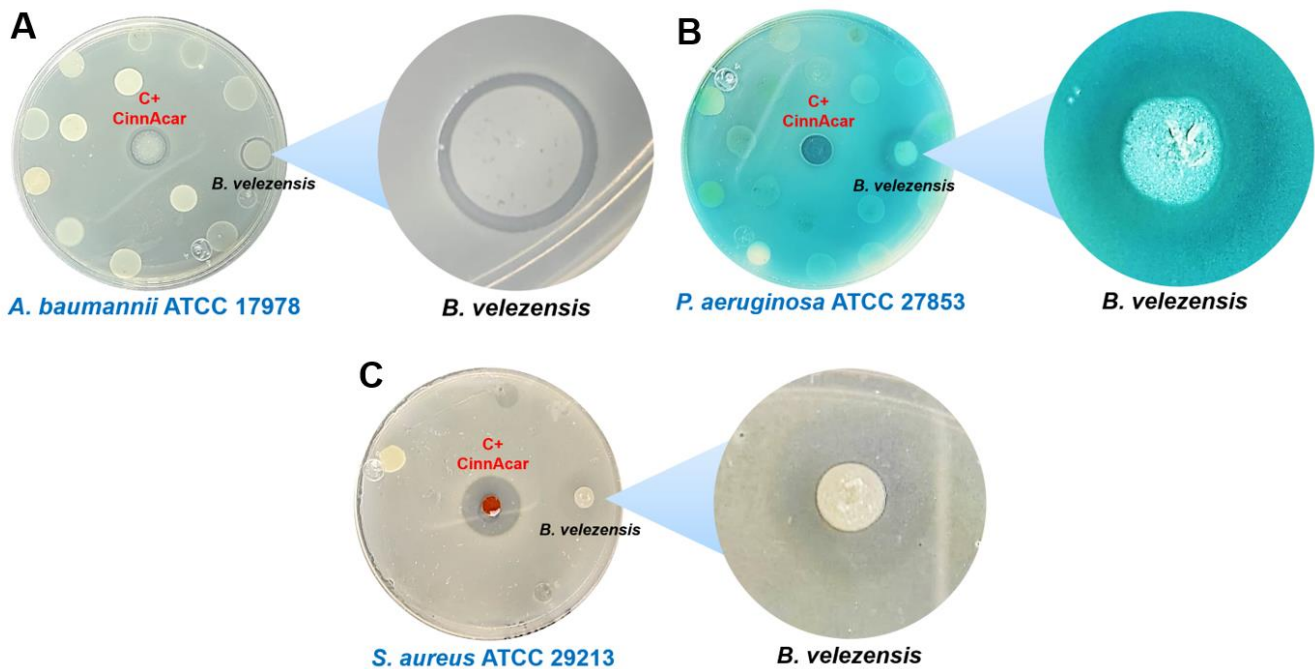 A
C+
CinnAcar
B. velezensis
A. baumannii ATCC 17978
B. velezensis
B
C+
CinnAcar
B. velezensis
P. aeruginosa ATCC 27853
B. velezensis
C
C+
CinnAcar
B. velezensis
S. aureus ATCC 29213
B. velezensis